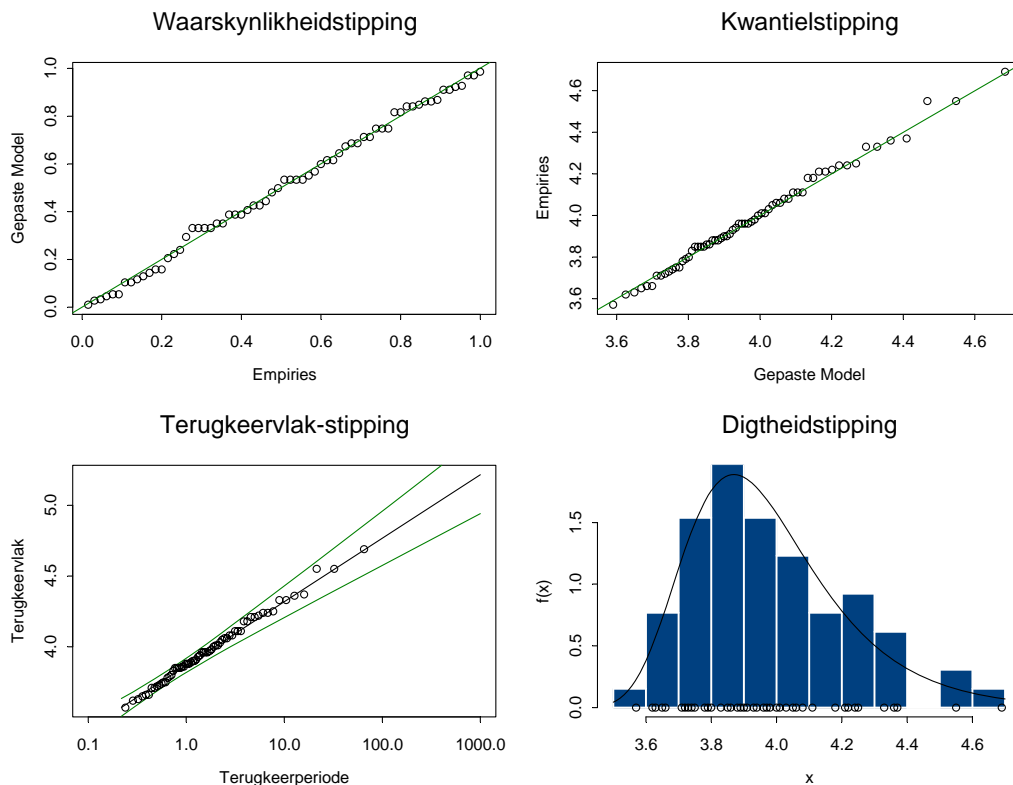 Waarskynlikheidstipping
Gepaste Model
0.0 0.2 0.4 0.6 0.8 1.0
0.0 0.2 0.4 0.6 0.8 1.0
Empiries
Kwantielstipping
Empiries
3.6 3.8 4.0 4.2 4.4 4.6
3.6 3.8 4.0 4.2 4.4 4.6
Gepaste Model
Terugkeervlak-stipping
Terugkeervlak
4.0 4.5 5.0
0.1 1.0 10.0 100.0 1000.0
Terugkeerperiode
Digtheidstipping
f(x)
0.0 0.5 1.0 1.5
3.6 3.8 4.0 4.2 4.4 4.6
x